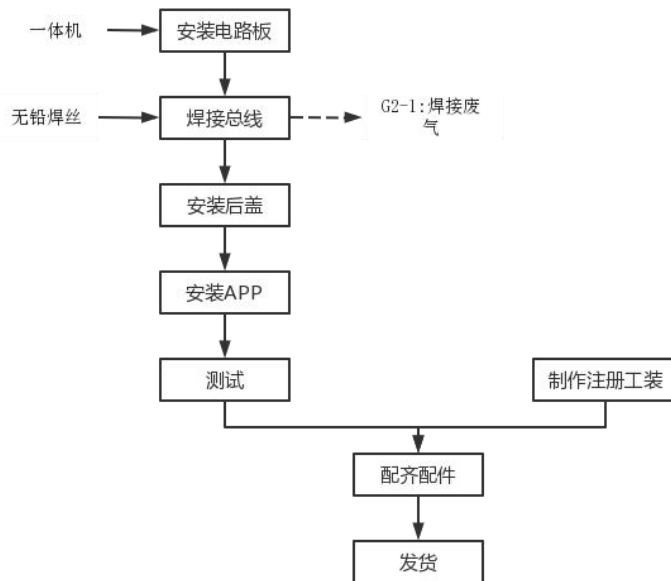 一体机
安装电路板
无铅焊丝
焊接总线
G2-1:焊接废
气
安装后盖
安装APP
测试
制作注册工装
配齐配件
发货